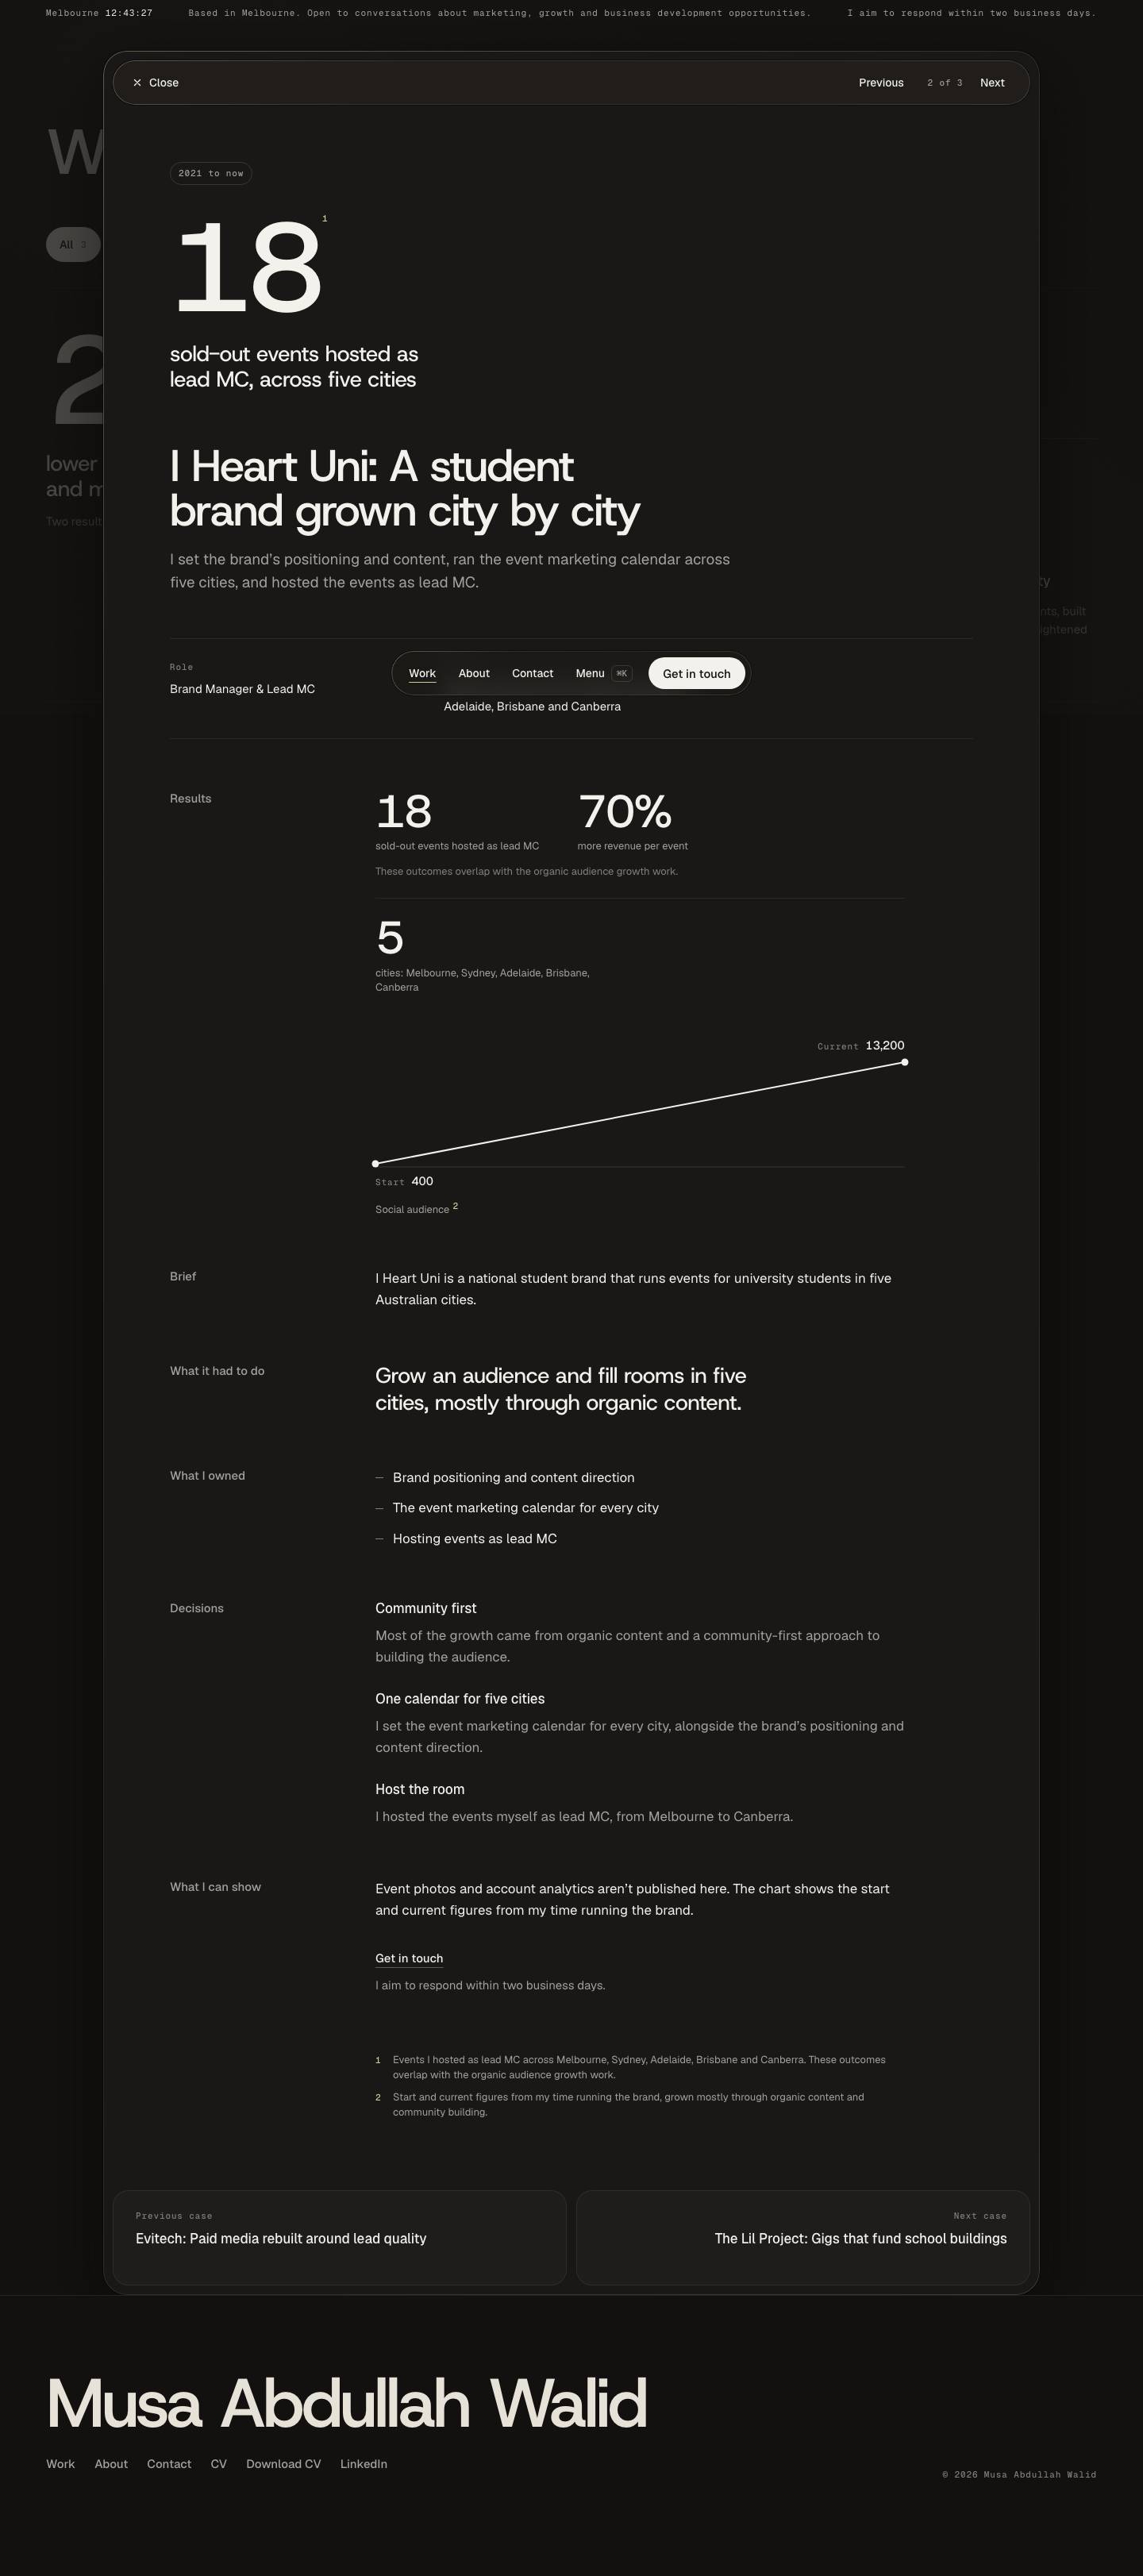 Melbourne 12:43:27
Based in Melbourne. Open to conversations about marketing, growth and business development opportunities.
I aim to respond within two business days.
× Close
Previous
2 of 3
Next
W
All 3
2
lower
and m
Two result
ty
nts, built
ightened
2021 to now
18 1
sold-out events hosted as
lead MC, across five cities
I Heart Uni: A student
brand grown city by city
I set the brand’s positioning and content, ran the event marketing calendar across
five cities, and hosted the events as lead MC.
Role
Brand Manager & Lead MC
Work
About
Contact
Menu ⌘K
Get in touch
Adelaide, Brisbane and Canberra
Results
18
sold-out events hosted as lead MC
70%
more revenue per event
These outcomes overlap with the organic audience growth work.
5
cities: Melbourne, Sydney, Adelaide, Brisbane,
Canberra
Current 13,200
Start 400
Social audience 2
Brief
I Heart Uni is a national student brand that runs events for university students in five
Australian cities.
What it had to do
Grow an audience and fill rooms in five
cities, mostly through organic content.
What I owned
— Brand positioning and content direction
— The event marketing calendar for every city
— Hosting events as lead MC
Decisions
Community first
Most of the growth came from organic content and a community-first approach to
building the audience.
One calendar for five cities
I set the event marketing calendar for every city, alongside the brand’s positioning and
content direction.
Host the room
I hosted the events myself as lead MC, from Melbourne to Canberra.
What I can show
Event photos and account analytics aren’t published here. The chart shows the start
and current figures from my time running the brand.
Get in touch
I aim to respond within two business days.
1 Events I hosted as lead MC across Melbourne, Sydney, Adelaide, Brisbane and Canberra. These outcomes
overlap with the organic audience growth work.
2 Start and current figures from my time running the brand, grown mostly through organic content and
community building.
Previous case
Evitech: Paid media rebuilt around lead quality
Next case
The Lil Project: Gigs that fund school buildings
Musa Abdullah Walid
Work
About
Contact
CV
Download CV
LinkedIn
© 2026 Musa Abdullah Walid